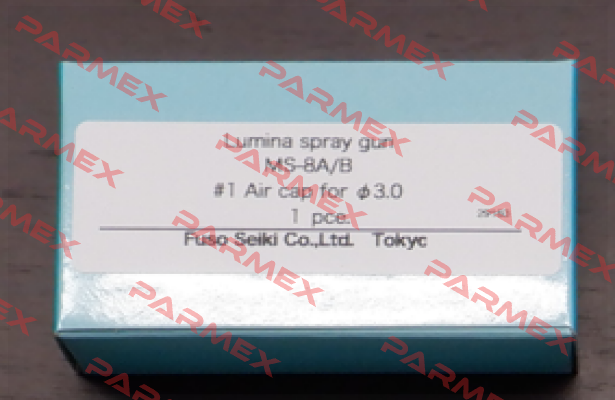 Lumina spray gun
MS-8A/B
#1 Air cap for φ3.0
1 pce.
Fuso Seiki Co.,Ltd. Tokyo
PARMEX